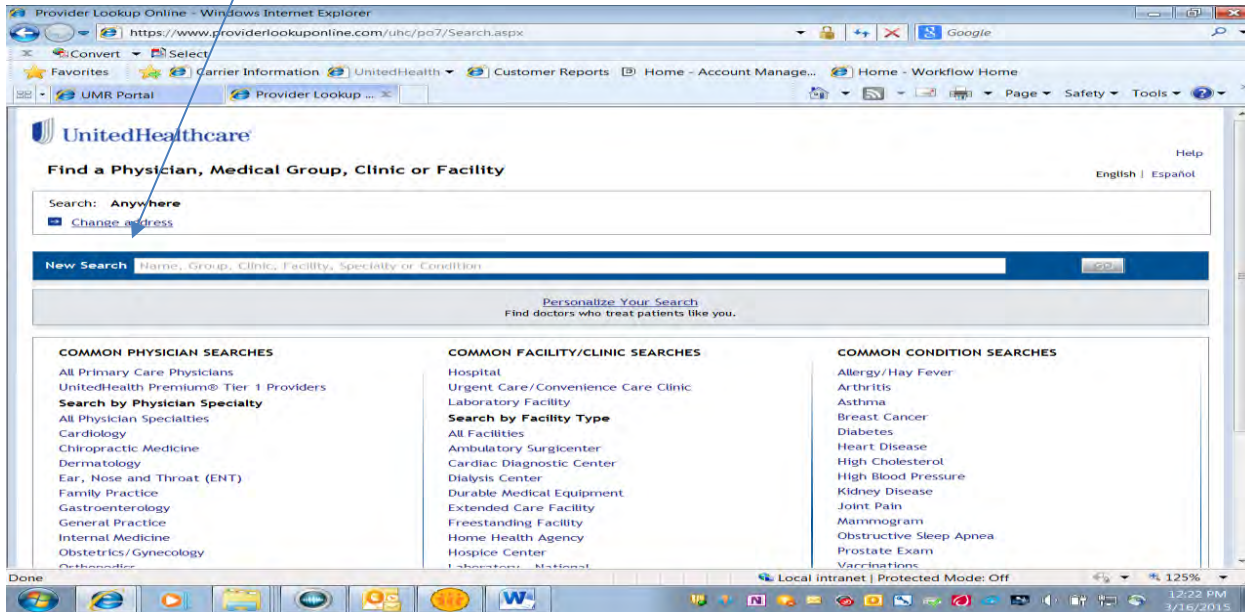 Provider Lookup Online - Windows Internet Explorer
https://www.providerlookuponline.com/uhc/po7/Search.aspx
Google
Convert Select
Favorites Carrier Information UnitedHealth Customer Reports Home - Account Manage... Home - Workflow Home
UMR Portal Provider Lookup ... Page Safety Tools
UnitedHealthcare
Help
Find a Physician, Medical Group, Clinic or Facility
English | Español
Search: Anywhere
Change address
New Search Name, Group, Clinic, Facility, Specialty or Condition GO
Personalize Your Search
Find doctors who treat patients like you.
COMMON PHYSICIAN SEARCHES
All Primary Care Physicians
UnitedHealth Premium® Tier 1 Providers
Search by Physician Specialty
All Physician Specialties
Cardiology
Chiropractic Medicine
Dermatology
Ear, Nose and Throat (ENT)
Family Practice
Gastroenterology
General Practice
Internal Medicine
Obstetrics/Gynecology
Orthopedics
COMMON FACILITY/CLINIC SEARCHES
Hospital
Urgent Care/Convenience Care Clinic
Laboratory Facility
Search by Facility Type
All Facilities
Ambulatory Surgicenter
Cardiac Diagnostic Center
Dialysis Center
Durable Medical Equipment
Extended Care Facility
Freestanding Facility
Home Health Agency
Hospice Center
Laboratory - National
COMMON CONDITION SEARCHES
Allergy/Hay Fever
Arthritis
Asthma
Breast Cancer
Diabetes
Heart Disease
High Cholesterol
High Blood Pressure
Kidney Disease
Joint Pain
Mammogram
Obstructive Sleep Apnea
Prostate Exam
Vaccinations
Done
Local intranet | Protected Mode: Off 125%
12:22 PM
3/16/2015